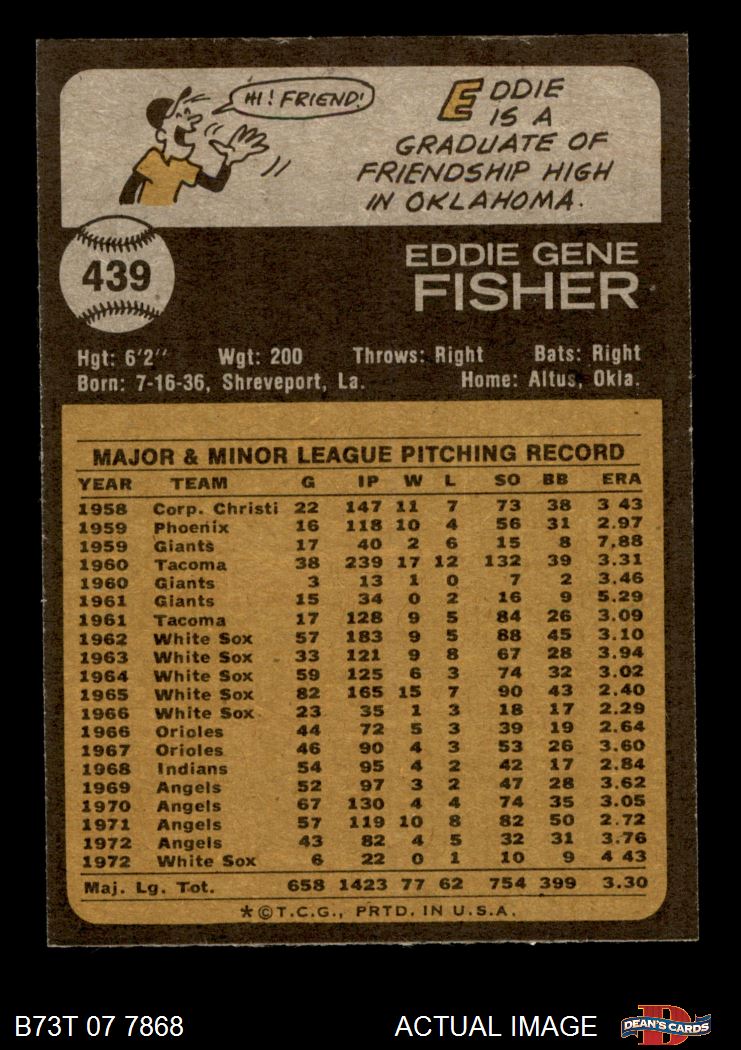 HI! FRIEND!
EDDIE
IS A
GRADUATE OF
FRIENDSHIP HIGH
IN OKLAHOMA.
439
EDDIE GENE
FISHER
Hgt: 6'2" Wgt: 200 Throws: Right Bats: Right
Born: 7-16-36, Shreveport, La. Home: Altus, Okla.
MAJOR & MINOR LEAGUE PITCHING RECORD
YEAR TEAM G IP W L SO BB ERA
1958 Corp. Christi 22 147 11 7 73 38 3 43
1959 Phoenix 16 118 10 4 56 31 2.97
1959 Giants 17 40 2 6 15 8 7.88
1960 Tacoma 38 239 17 12 132 39 3.31
1960 Giants 3 13 1 0 7 2 3.46
1961 Giants 15 34 0 2 16 9 5.29
1961 Tacoma 17 128 9 5 84 26 3.09
1962 White Sox 57 183 9 5 88 45 3.10
1963 White Sox 33 121 9 8 67 28 3.94
1964 White Sox 59 125 6 3 74 32 3.02
1965 White Sox 82 165 15 7 90 43 2.40
1966 White Sox 23 35 1 3 18 17 2.29
1966 Orioles 44 72 5 3 39 19 2.64
1967 Orioles 46 90 4 3 53 26 3.60
1968 Indians 54 95 4 2 42 17 2.84
1969 Angels 52 97 3 2 47 28 3.62
1970 Angels 67 130 4 4 74 35 3.05
1971 Angels 57 119 10 8 82 50 2.72
1972 Angels 43 82 4 5 32 31 3.76
1972 White Sox 6 22 0 1 10 9 4 43
Maj. Lg. Tot. 658 1423 77 62 754 399 3.30
*©T.C.G., PRTD. IN U.S.A.
B73T 07 7868 ACTUAL IMAGE
D
DEAN'S CARDS